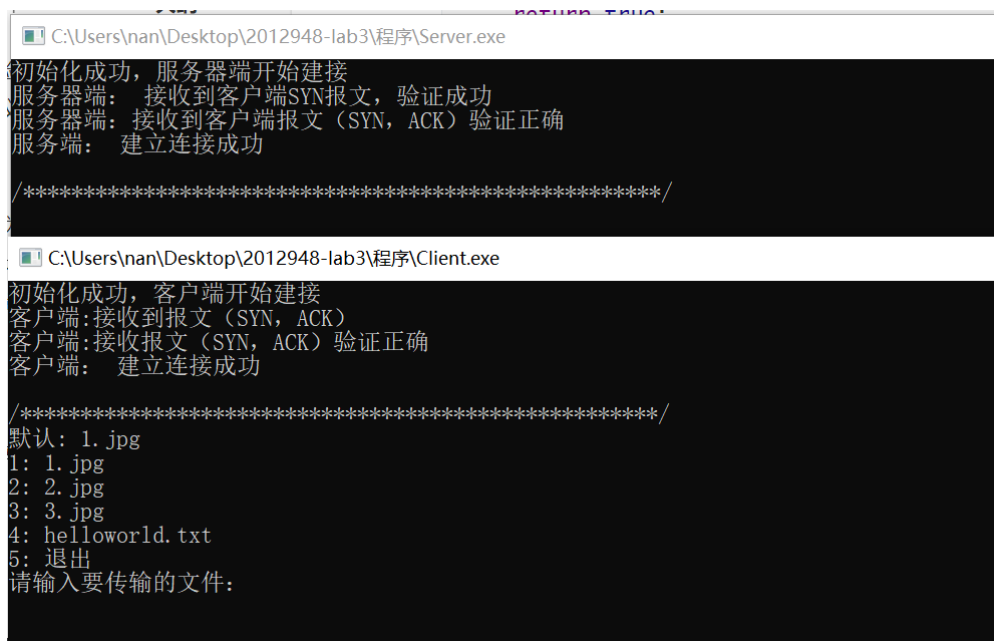 return true;
C:\Users\nan\Desktop\2012948-lab3\程序\Server.exe
初始化成功，服务器端开始建接
服务器端： 接收到客户端SYN报文，验证成功
服务器端：接收到客户端报文（SYN，ACK）验证正确
服务端： 建立连接成功
/*****************************************************/
C:\Users\nan\Desktop\2012948-lab3\程序\Client.exe
初始化成功，客户端开始建接
客户端:接收到报文（SYN，ACK）
客户端:接收报文（SYN，ACK）验证正确
客户端： 建立连接成功
/*****************************************************/
默认: 1.jpg
1: 1.jpg
2: 2.jpg
3: 3.jpg
4: helloworld.txt
5: 退出
请输入要传输的文件: